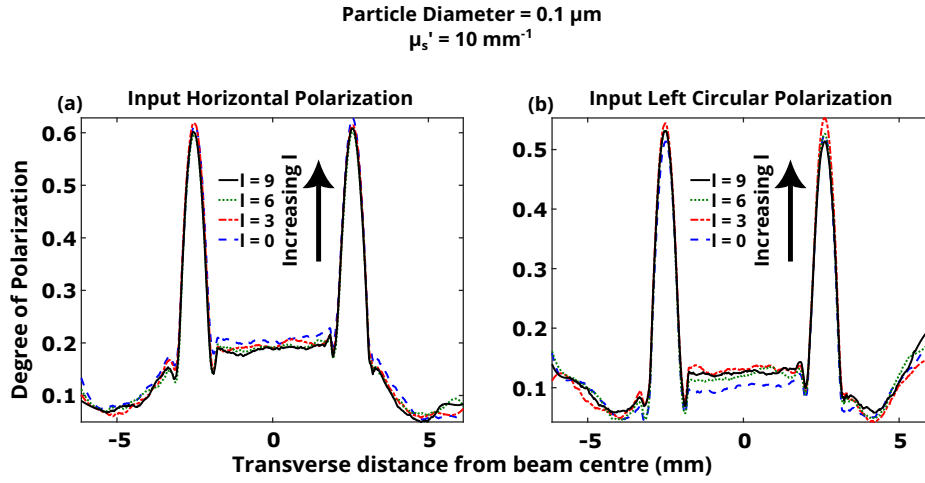 Particle Diameter = 0.1 µm
µs' = 10 mm-1
(a) Input Horizontal Polarization
(b) Input Left Circular Polarization
Degree of Polarization
0.6
0.5
0.4
0.3
0.2
0.1
-5 0 5
l = 9
l = 6
l = 3
l = 0
Increasing l
0.5
0.4
0.3
0.2
0.1
-5 0 5
l = 9
l = 6
l = 3
l = 0
Increasing l
Transverse distance from beam centre (mm)